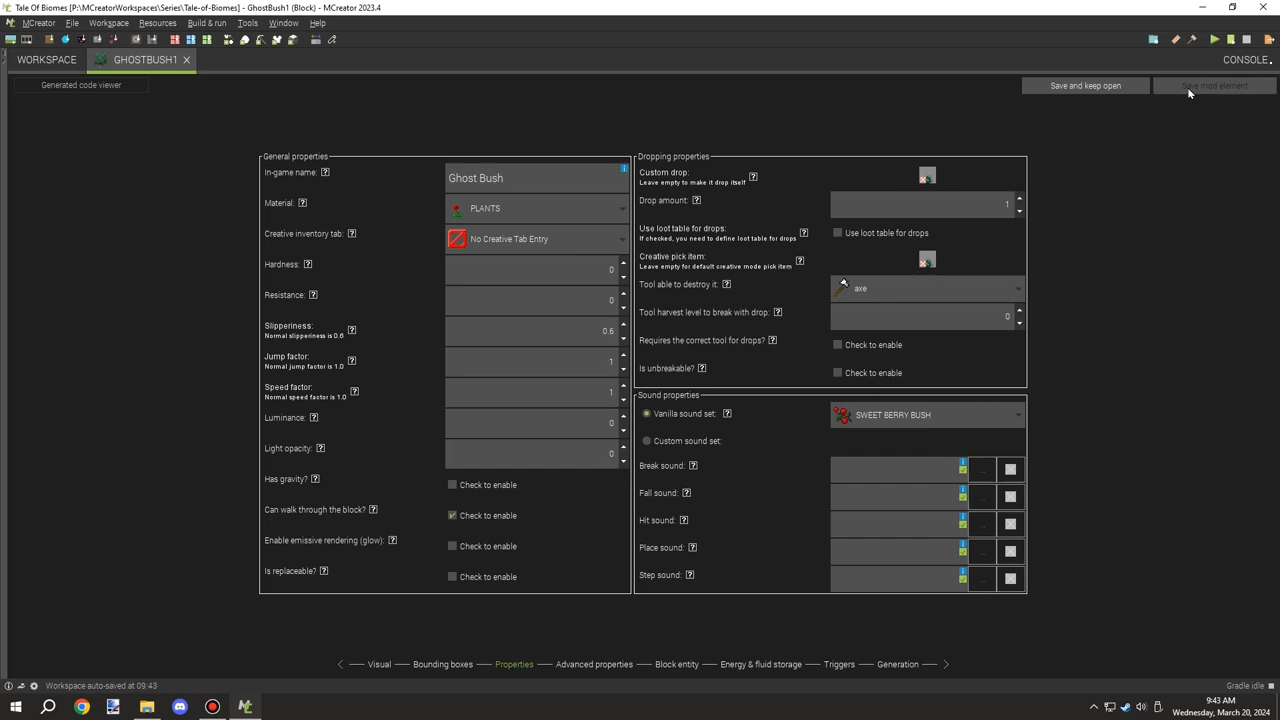 Tale Of Biomes [P:\MCreatorWorkspaces\Series\Tale-of-Biomes] - GhostBush1 (Block) - MCreator 2023.4
MCreator File Workspace Resources Build & run Tools Window Help
WORKSPACE GHOSTBUSH1 CONSOLE
Generated code viewer Save and keep open Save mod element
General properties
In-game name: ? Ghost Bush
Material: ? PLANTS
Creative inventory tab: ? No Creative Tab Entry
Hardness: ? 0
Resistance: ? 0
Slipperiness: ? 0.6
Normal slipperiness is 0.6
Jump factor: ? 1
Normal jump factor is 1.0
Speed factor: ? 1
Normal speed factor is 1.0
Luminance: ? 0
Light opacity: ? 0
Has gravity? ? Check to enable
Can walk through the block? ? Check to enable
Enable emissive rendering (glow): ? Check to enable
Is replaceable? ? Check to enable
Dropping properties
Custom drop: ?
Leave empty to make it drop itself
Drop amount: ? 1
Use loot table for drops: ? Use loot table for drops
If checked, you need to define loot table for drops
Creative pick item: ?
Leave empty for default creative mode pick item
Tool able to destroy it: ? axe
Tool harvest level to break with drop: ? 0
Requires the correct tool for drops? ? Check to enable
Is unbreakable? ? Check to enable
Sound properties
Vanilla sound set: ? SWEET BERRY BUSH
Custom sound set:
Break sound: ? ...
Fall sound: ? ...
Hit sound: ? ...
Place sound: ? ...
Step sound: ? ...
Visual Bounding boxes Properties Advanced properties Block entity Energy & fluid storage Triggers Generation
Workspace auto-saved at 09:43 Gradle idle
9:43 AM
Wednesday, March 20, 2024